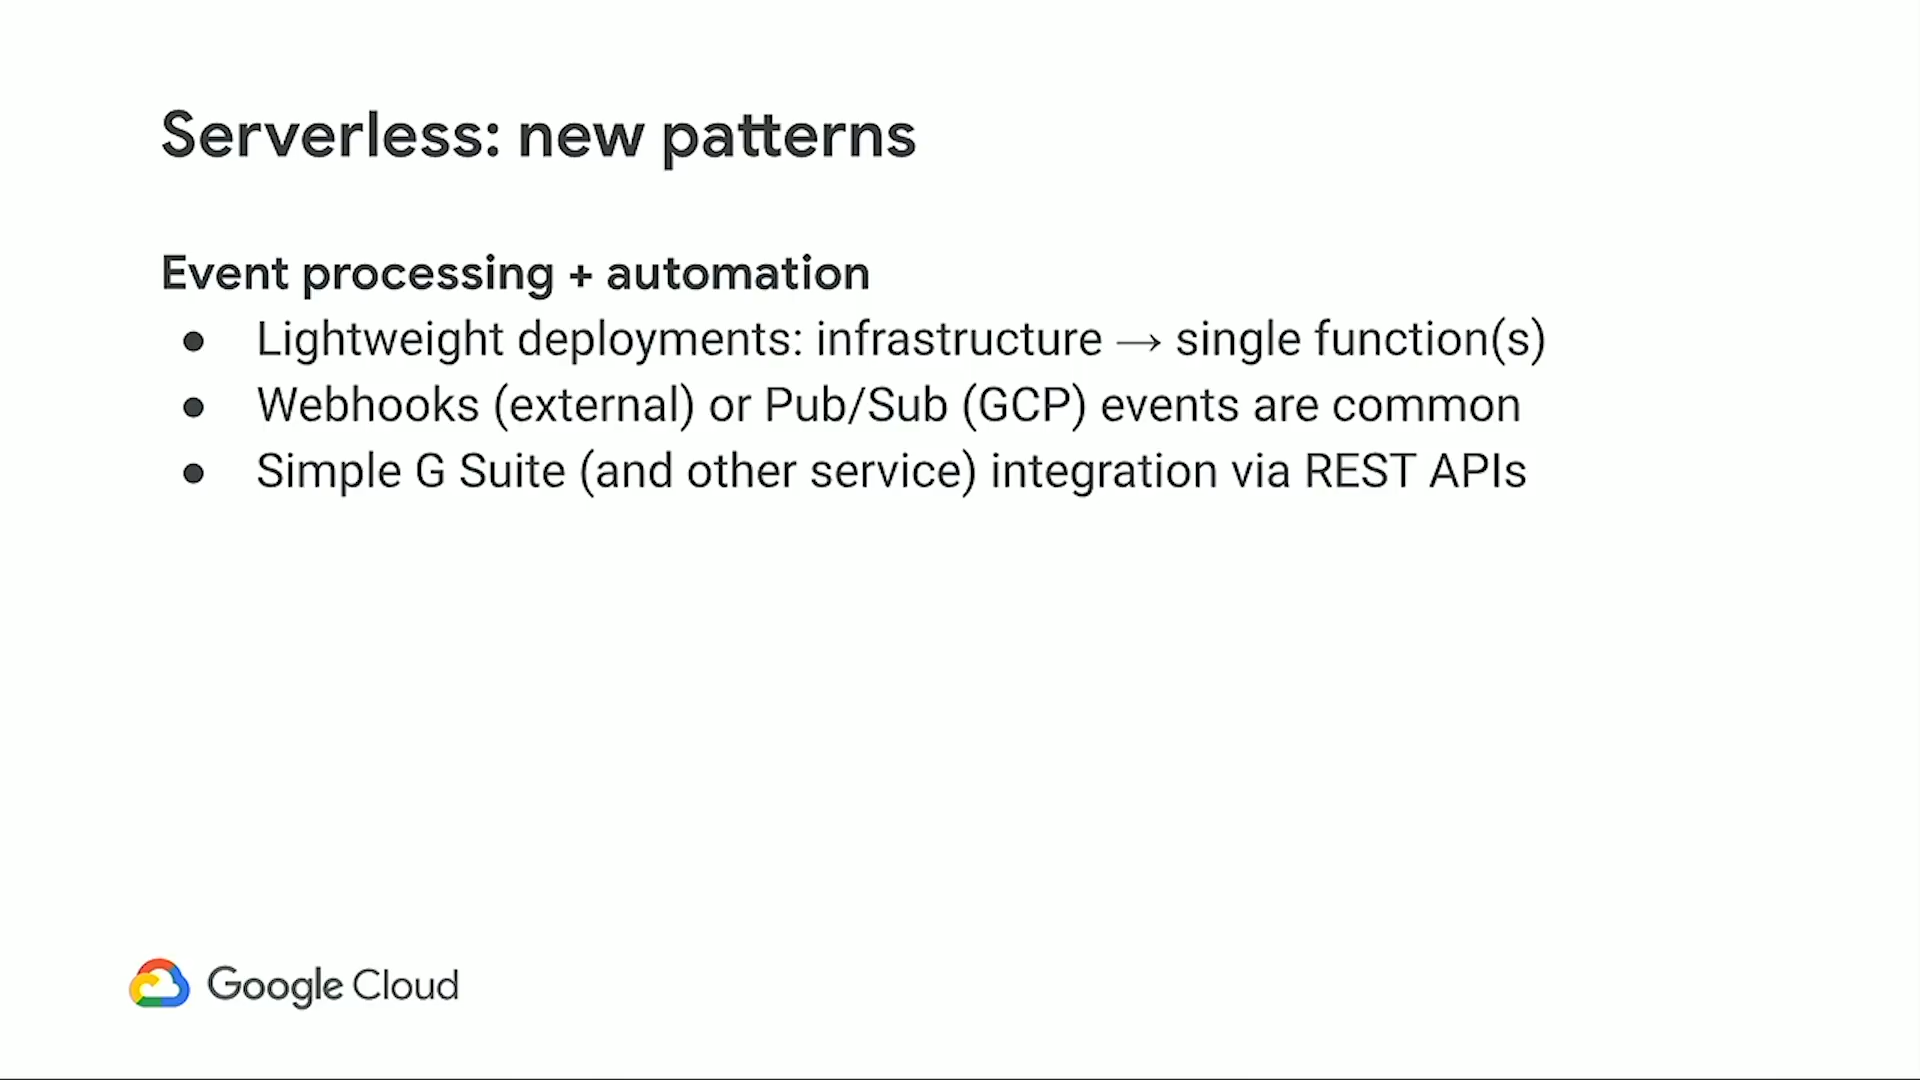 Serverless: new patterns
Event processing + automation
● Lightweight deployments: infrastructure → single function(s)
● Webhooks (external) or Pub/Sub (GCP) events are common
● Simple G Suite (and other service) integration via REST APIs
Google Cloud